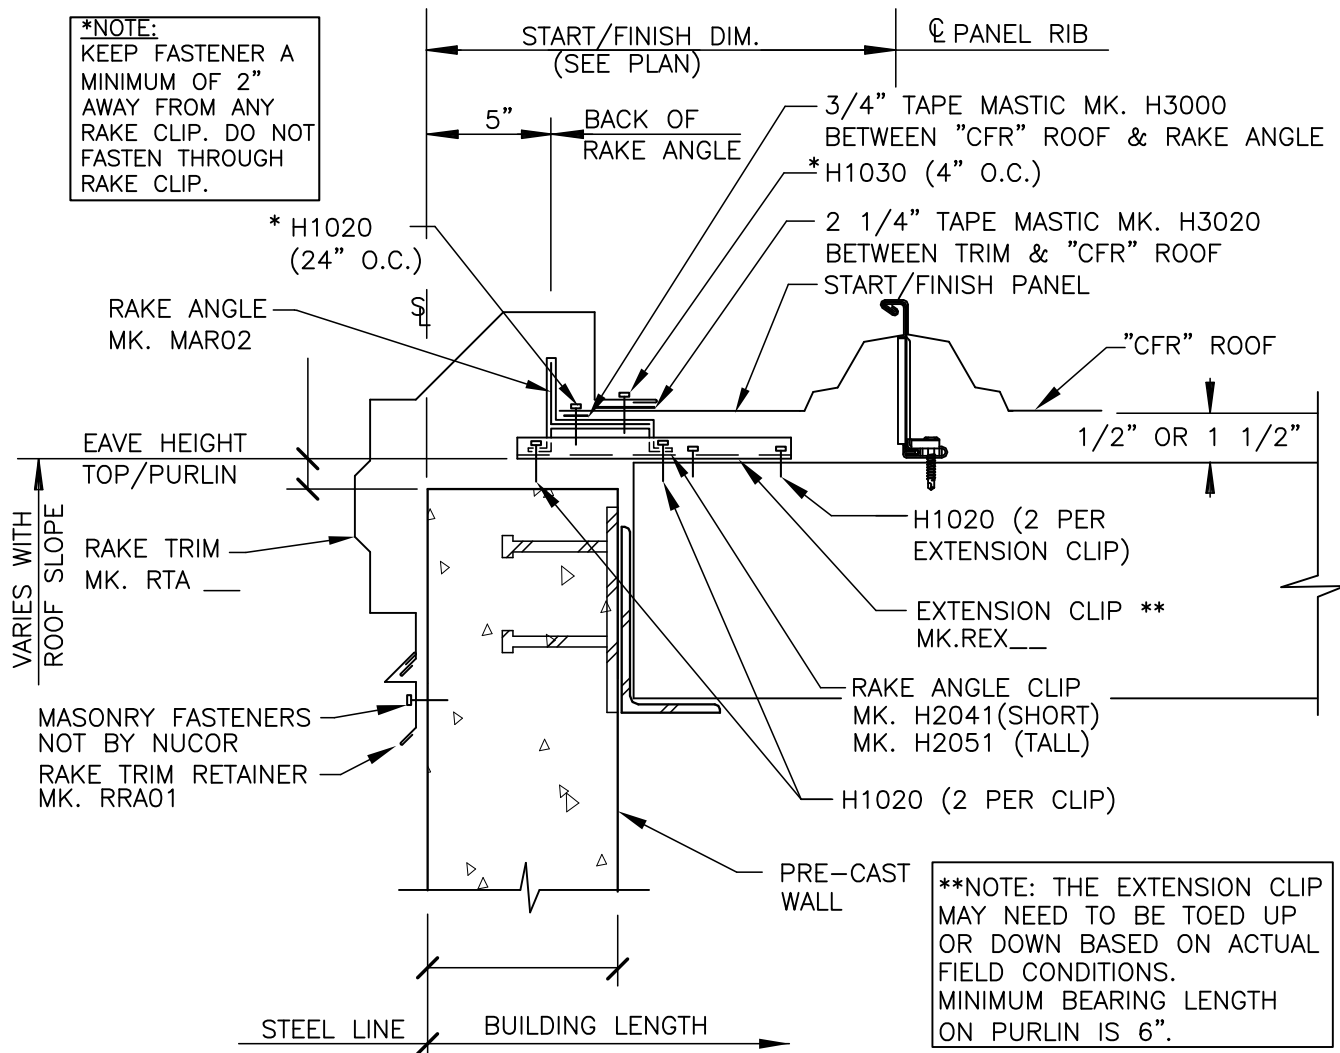 *NOTE:
KEEP FASTENER A
MINIMUM OF 2"
AWAY FROM ANY
RAKE CLIP. DO NOT
FASTEN THROUGH
RAKE CLIP.
START/FINISH DIM.
(SEE PLAN)
℄ PANEL RIB
5"
BACK OF
RAKE ANGLE
3/4" TAPE MASTIC MK. H3000
BETWEEN "CFR" ROOF & RAKE ANGLE
*H1030 (4" O.C.)
2 1/4" TAPE MASTIC MK. H3020
BETWEEN TRIM & "CFR" ROOF
START/FINISH PANEL
* H1020
(24" O.C.)
RAKE ANGLE
MK. MAR02
SL
"CFR" ROOF
1/2" OR 1 1/2"
EAVE HEIGHT
TOP/PURLIN
VARIES WITH
ROOF SLOPE
RAKE TRIM
MK. RTA __
H1020 (2 PER
EXTENSION CLIP)
EXTENSION CLIP **
MK.REX__
RAKE ANGLE CLIP
MK. H2041(SHORT)
MK. H2051 (TALL)
MASONRY FASTENERS
NOT BY NUCOR
RAKE TRIM RETAINER
MK. RRA01
H1020 (2 PER CLIP)
PRE-CAST
WALL
**NOTE: THE EXTENSION CLIP
MAY NEED TO BE TOED UP
OR DOWN BASED ON ACTUAL
FIELD CONDITIONS.
MINIMUM BEARING LENGTH
ON PURLIN IS 6".
STEEL LINE
BUILDING LENGTH